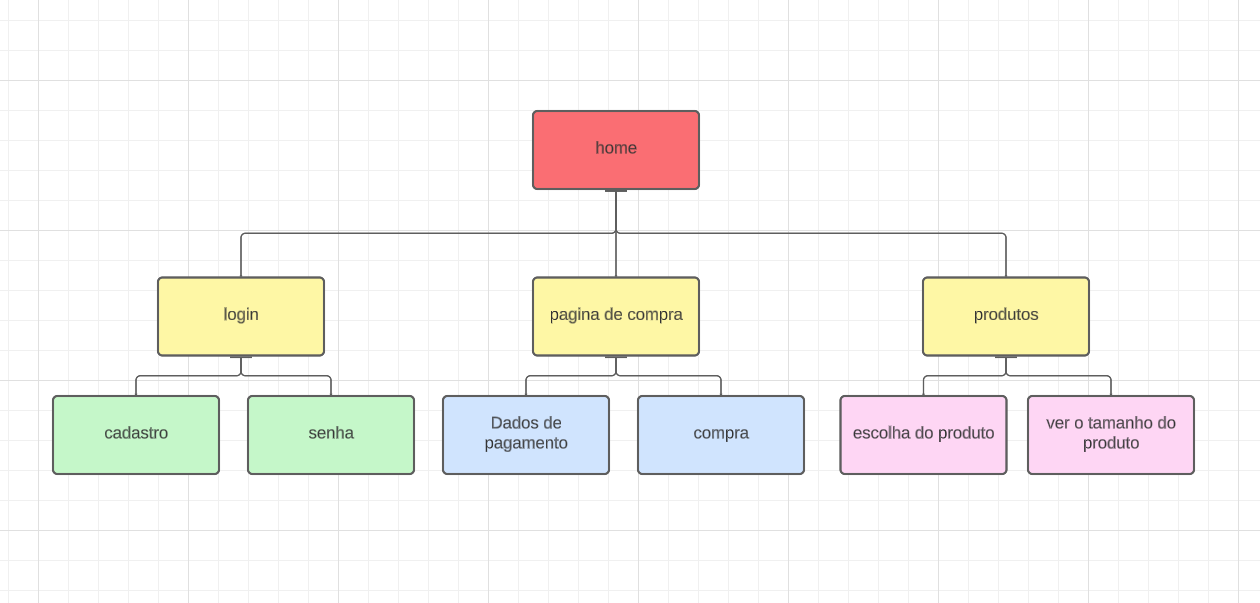 home
login
pagina de compra
produtos
cadastro
senha
Dados de
pagamento
compra
escolha do produto
ver o tamanho do
produto